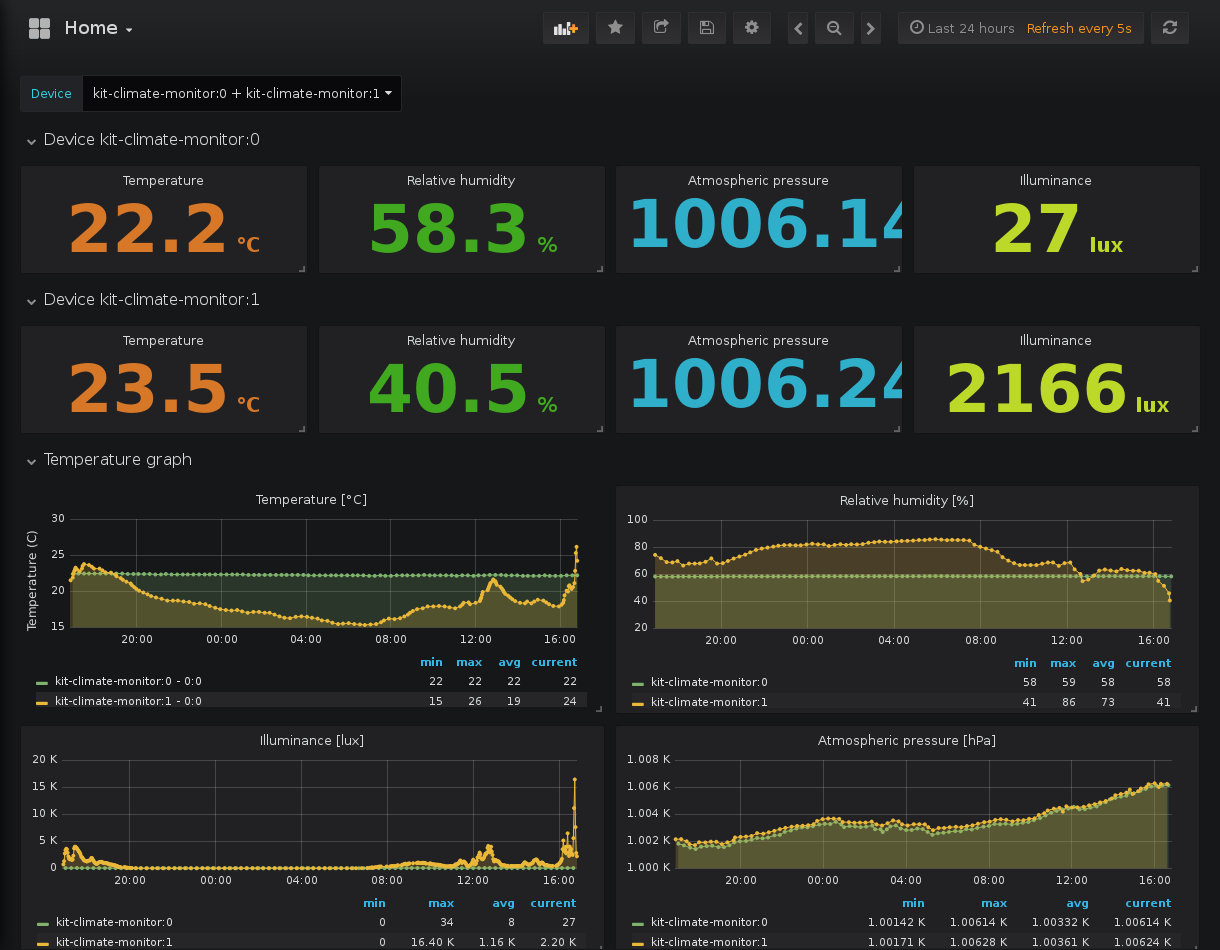 Home
Last 24 hours Refresh every 5s
Device kit-climate-monitor:0 + kit-climate-monitor:1
Device kit-climate-monitor:0
Temperature Relative humidity Atmospheric pressure Illuminance
22.2 °C 58.3 % 1006.14 27 lux
Device kit-climate-monitor:1
Temperature Relative humidity Atmospheric pressure Illuminance
23.5 °C 40.5 % 1006.24 2166 lux
Temperature graph
Temperature [°C]
Temperature (C)
30
25
20
15
20:00 00:00 04:00 08:00 12:00 16:00
min max avg current
kit-climate-monitor:0 - 0:0 22 22 22 22
kit-climate-monitor:1 - 0:0 15 26 19 24
Relative humidity [%]
100
80
60
40
20
20:00 00:00 04:00 08:00 12:00 16:00
min max avg current
kit-climate-monitor:0 58 59 58 58
kit-climate-monitor:1 41 86 73 41
Illuminance [lux]
20 K
15 K
10 K
5 K
0
20:00 00:00 04:00 08:00 12:00 16:00
min max avg current
kit-climate-monitor:0 0 34 8 27
kit-climate-monitor:1 0 16.40 K 1.16 K 2.20 K
Atmospheric pressure [hPa]
1.008 K
1.006 K
1.004 K
1.002 K
1.000 K
20:00 00:00 04:00 08:00 12:00 16:00
min max avg current
kit-climate-monitor:0 1.00142 K 1.00614 K 1.00332 K 1.00614 K
kit-climate-monitor:1 1.00171 K 1.00628 K 1.00361 K 1.00624 K